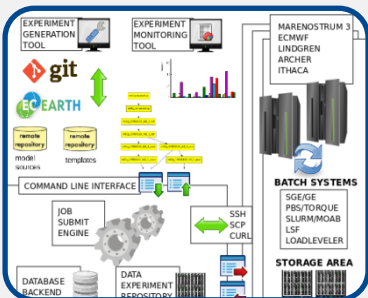 EXPERIMENT
GENERATION
TOOL
EXPERIMENT
MONITORING
TOOL
MARENOSTRUM 3
ECMWF
LINDGREN
ARCHER
ITHACA
git
EC EARTH
remote
repository
model
sources
remote
repository
templates
COMMAND LINE INTERFACE
BATCH SYSTEMS
SGE/GE
PBS/TORQUE
SLURM/MOAB
LSF
LOADLEVELER
JOB
SUBMIT
ENGINE
SSH
SCP
CURL
STORAGE AREA
DATABASE
BACKEND
DATA
EXPERIMENT
REPOSITORY